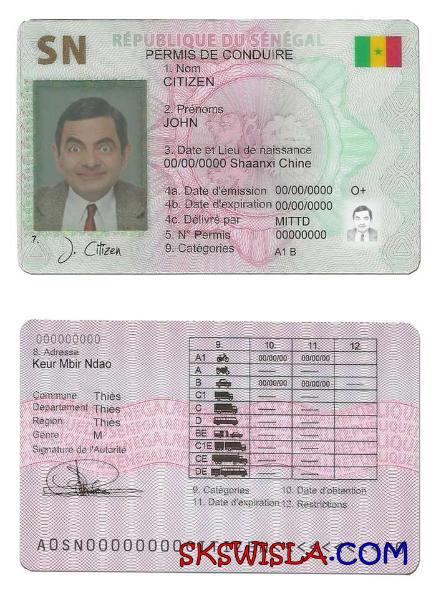 SN
RÉPUBLIQUE DU SÉNÉGAL
PERMIS DE CONDUIRE
1. Nom
CITIZEN
2. Prénoms
JOHN
3. Date et Lieu de naissance
00/00/0000 Shaanxi Chine
4a. Date d'émission 00/00/0000 O+
4b. Date d'expiration 00/00/0000
4c. Délivré par MITTD
5. N° Permis 00000000
9. Catégories A1 B
7.
J. Citizen
000000000
8. Adresse
Keur Mbir Ndao
Commune Thiès
Département Thiès
Région Thiès
Genre M
Signature de l'Autorité
9. 10. 11. 12.
A1 00/00/00 00/00/00
A
B 00/00/00 00/00/00
C1
C
D
BE
C1E
CE
DE
9. Catégories 10. Date d'obtention
11. Date d'expiration 12. Restrictions
SKSWISLA.COM